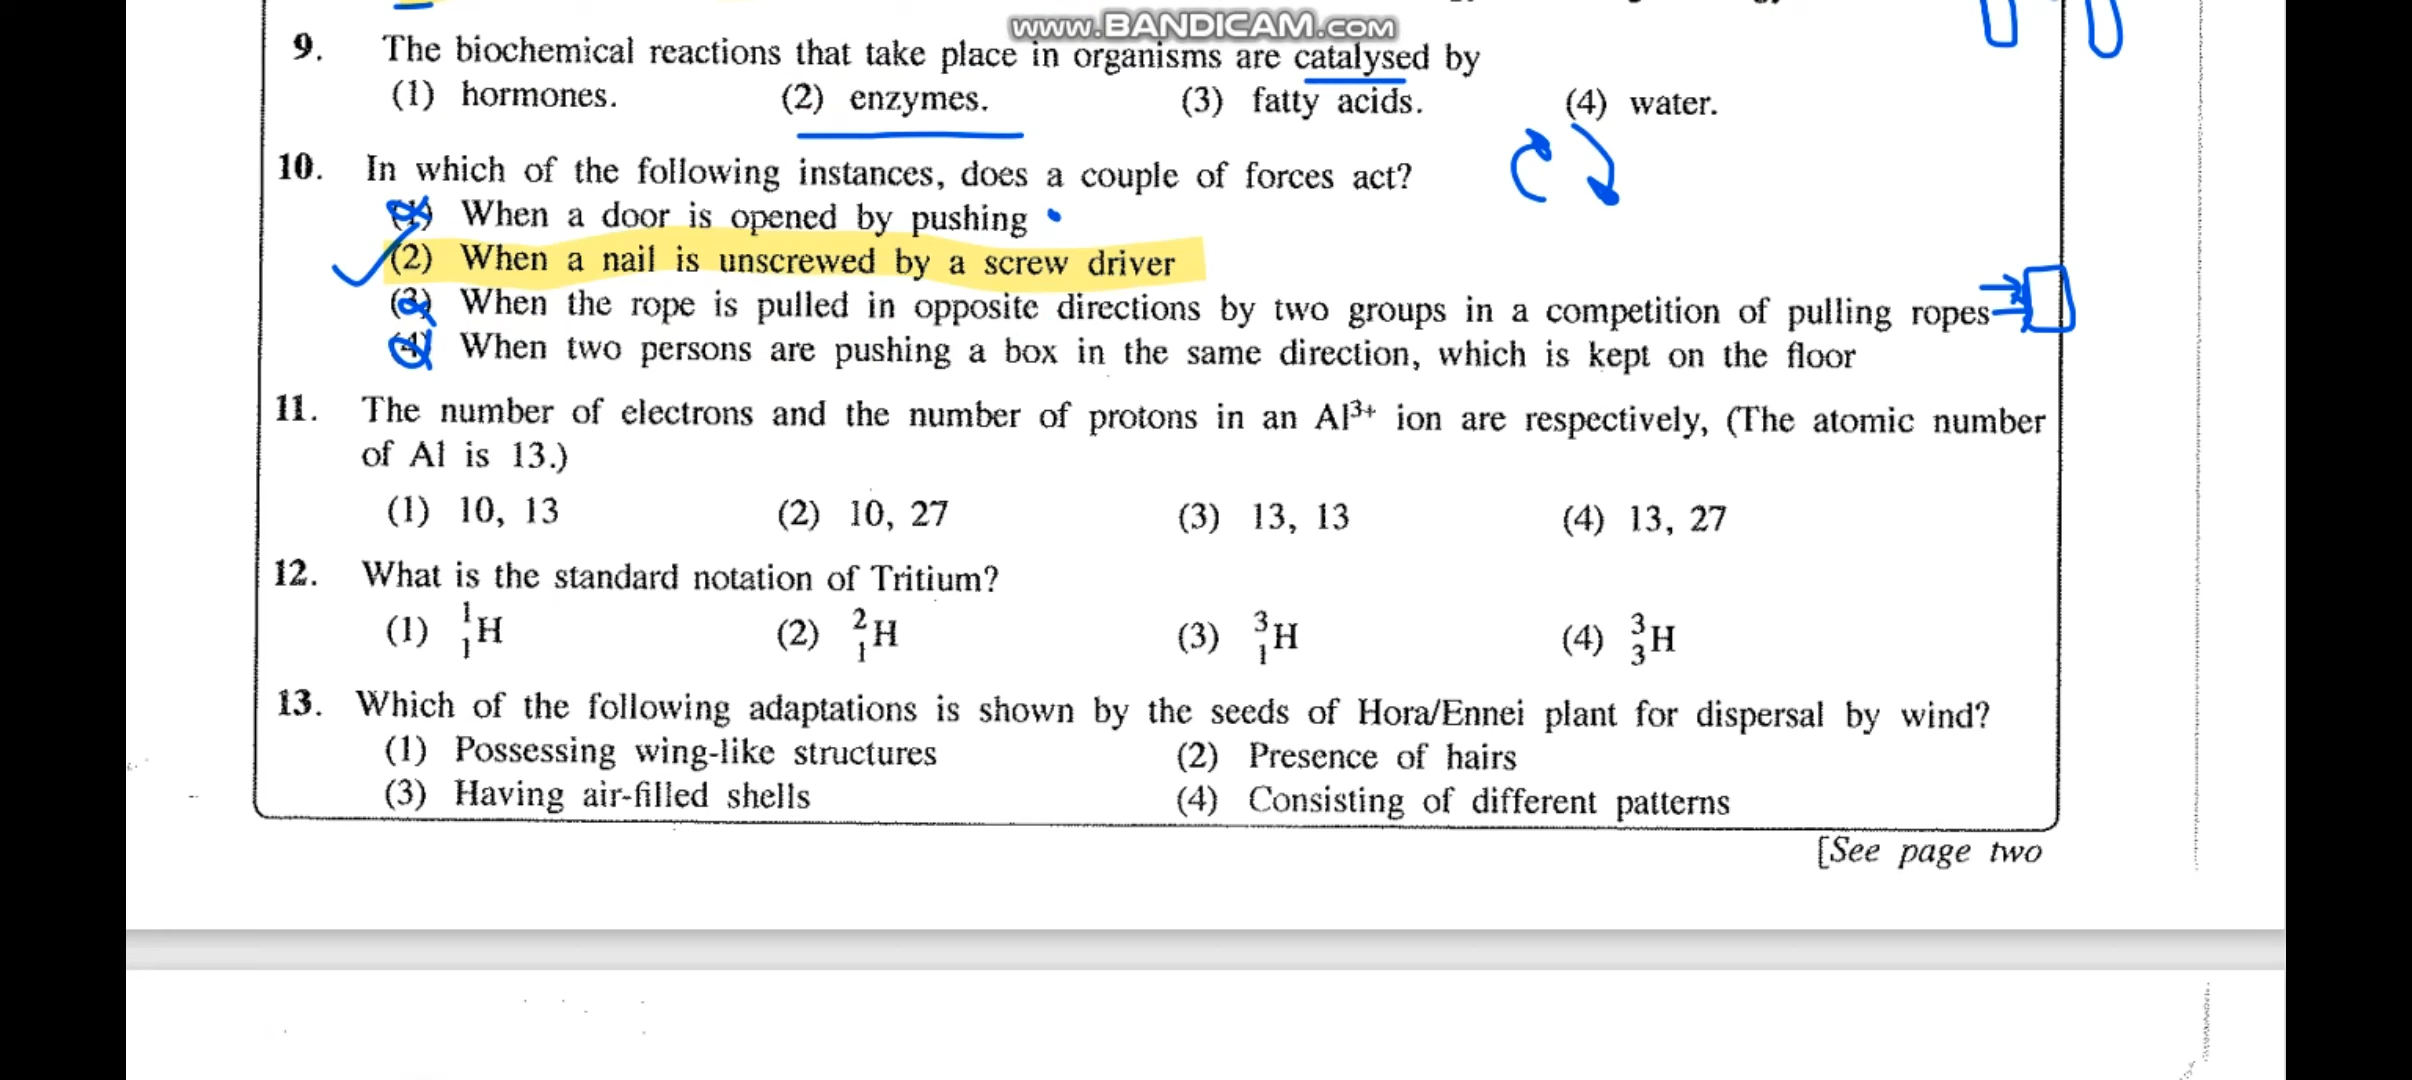 www.BANDICAM.com
9. The biochemical reactions that take place in organisms are catalysed by
(1) hormones. (2) enzymes. (3) fatty acids. (4) water.
10. In which of the following instances, does a couple of forces act?
(1) When a door is opened by pushing
(2) When a nail is unscrewed by a screw driver
(3) When the rope is pulled in opposite directions by two groups in a competition of pulling ropes
(4) When two persons are pushing a box in the same direction, which is kept on the floor
11. The number of electrons and the number of protons in an Al³⁺ ion are respectively, (The atomic number
of Al is 13.)
(1) 10, 13 (2) 10, 27 (3) 13, 13 (4) 13, 27
12. What is the standard notation of Tritium?
(1) ¹₁H (2) ²₁H (3) ³₁H (4) ³₃H
13. Which of the following adaptations is shown by the seeds of Hora/Ennei plant for dispersal by wind?
(1) Possessing wing-like structures (2) Presence of hairs
(3) Having air-filled shells (4) Consisting of different patterns
[See page two